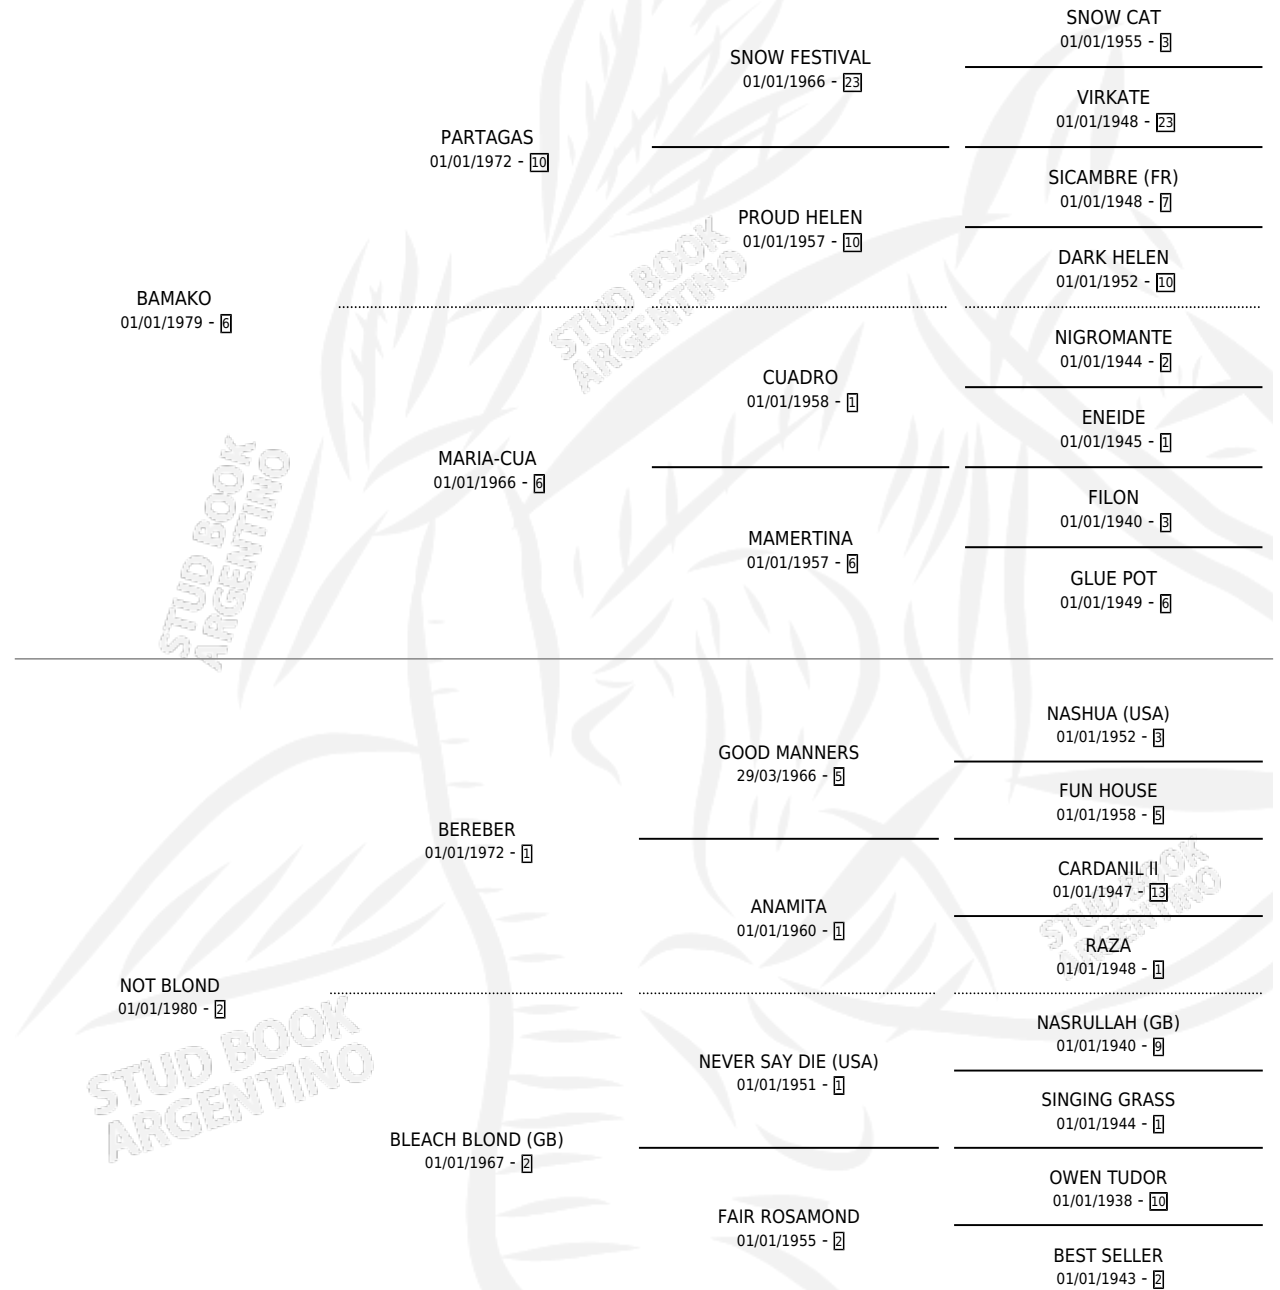 SNOW CAT
01/01/1955 - 3
SNOW FESTIVAL
01/01/1966 - 23
VIRKATE
01/01/1948 - 23
PARTAGAS
01/01/1972 - 10
SICAMBRE (FR)
01/01/1948 - 7
PROUD HELEN
01/01/1957 - 10
DARK HELEN
01/01/1952 - 10
BAMAKO
01/01/1979 - 6
STUD BOOK
ARGENTINO
NIGROMANTE
01/01/1944 - 2
CUADRO
01/01/1958 - 1
ENEIDE
01/01/1945 - 1
MARIA-CUA
01/01/1966 - 6
FILON
01/01/1940 - 3
MAMERTINA
01/01/1957 - 6
GLUE POT
01/01/1949 - 6
STUD BOOK
ARGENTINO
NASHUA (USA)
01/01/1952 - 3
GOOD MANNERS
29/03/1966 - 5
FUN HOUSE
01/01/1958 - 5
BEREBER
01/01/1972 - 1
CARDANIL II
01/01/1947 - 13
ANAMITA
01/01/1960 - 1
STUD BOOK
ARGENTINO
RAZA
01/01/1948 - 1
NOT BLOND
01/01/1980 - 2
NASRULLAH (GB)
01/01/1940 - 9
STUD BOOK
ARGENTINO
NEVER SAY DIE (USA)
01/01/1951 - 1
SINGING GRASS
01/01/1944 - 1
BLEACH BLOND (GB)
01/01/1967 - 2
OWEN TUDOR
01/01/1938 - 10
FAIR ROSAMOND
01/01/1955 - 2
BEST SELLER
01/01/1943 - 2